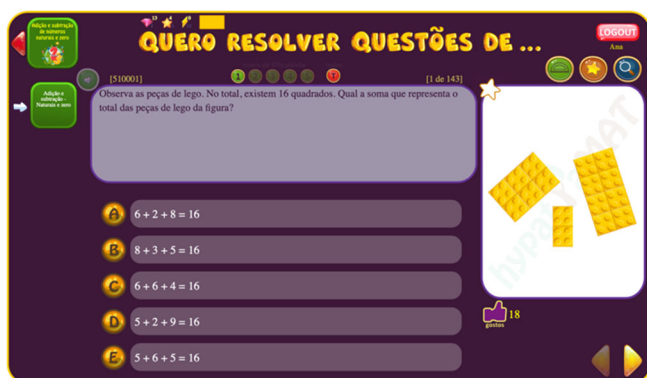 Adição e subtração
de números
naturais e zero
13
QUERO RESOLVER QUESTÕES DE ...
LOGOUT
Ana
Adição e
subtração -
Naturais e zero
[510001]
1
[1 de 143]
Observa as peças de lego. No total, existem 16 quadrados. Qual a soma que representa o
total das peças de lego da figura?
A 6 + 2 + 8 = 16
B 8 + 3 + 5 = 16
C 6 + 6 + 4 = 16
D 5 + 2 + 9 = 16
E 5 + 6 + 5 = 16
hypatiaMAT
18
gostos